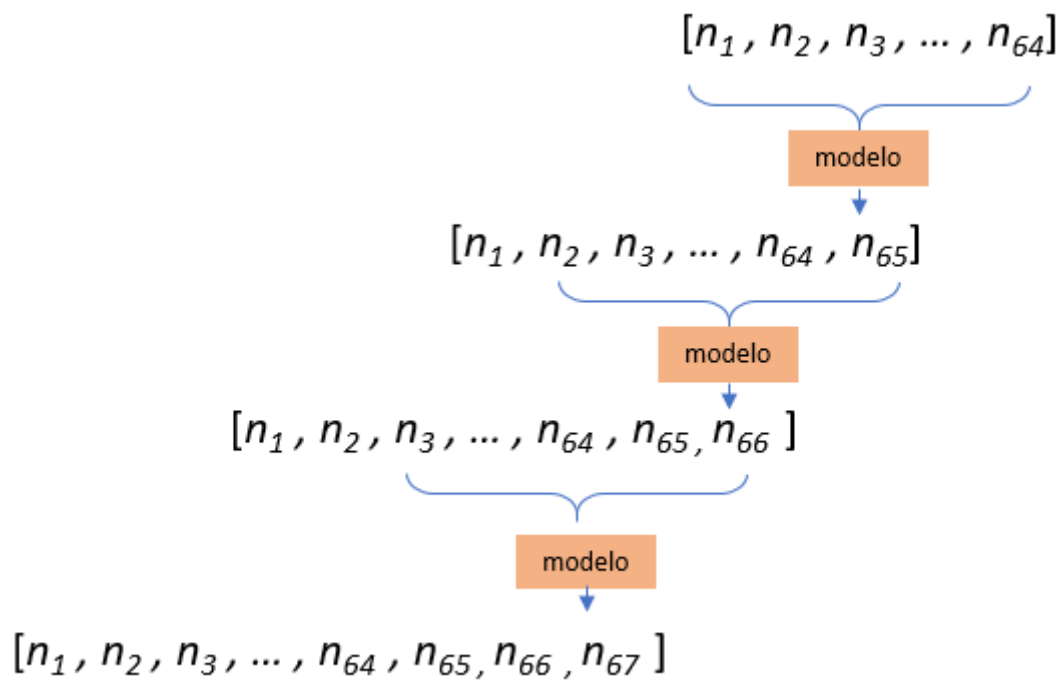 [n₁ , n₂ , n₃ , ... , n₆₄]
modelo
[n₁ , n₂ , n₃ , ... , n₆₄ , n₆₅]
modelo
[n₁ , n₂ , n₃ , ... , n₆₄ , n₆₅ , n₆₆ ]
modelo
[n₁ , n₂ , n₃ , ... , n₆₄ , n₆₅ , n₆₆ , n₆₇ ]